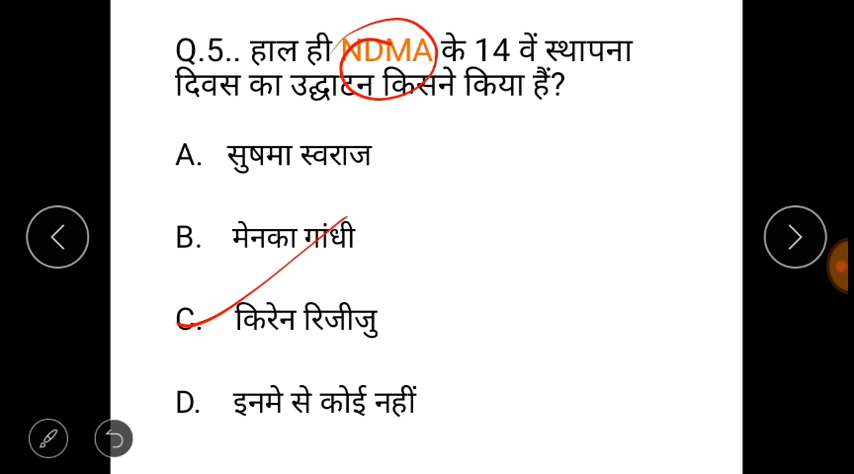 Q.5.. हाल ही NDMA के 14 वें स्थापना
दिवस का उद्घाटन किसने किया हैं?
A. सुषमा स्वराज
B. मेनका गांधी
C. किरेन रिजीजु
D. इनमे से कोई नहीं